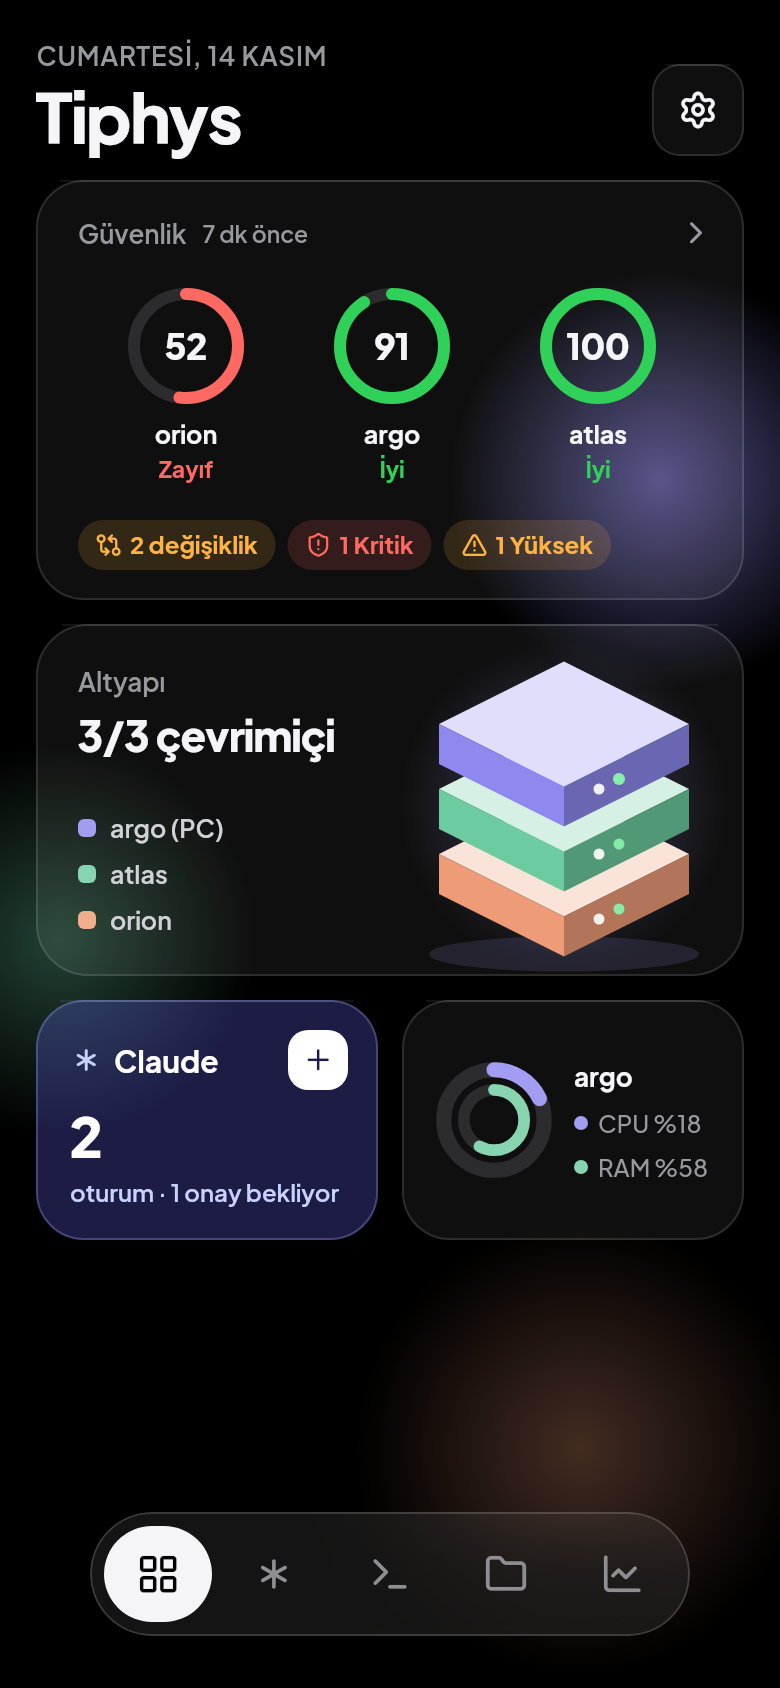 CUMARTESİ, 14 KASIM
Tiphys
Güvenlik 7 dk önce
52 91 100
orion argo atlas
Zayıf İyi İyi
2 değişiklik 1 Kritik 1 Yüksek
Altyapı
3/3 çevrimiçi
argo (PC)
atlas
orion
Claude
2
oturum · 1 onay bekliyor
argo
CPU %18
RAM %58